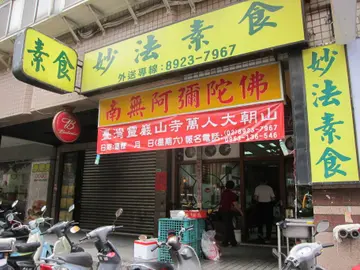 素食
妙法素食
外送專線:8923-7967
南無阿彌陀佛
臺灣靈巖山寺萬人大朝山
妙法素食